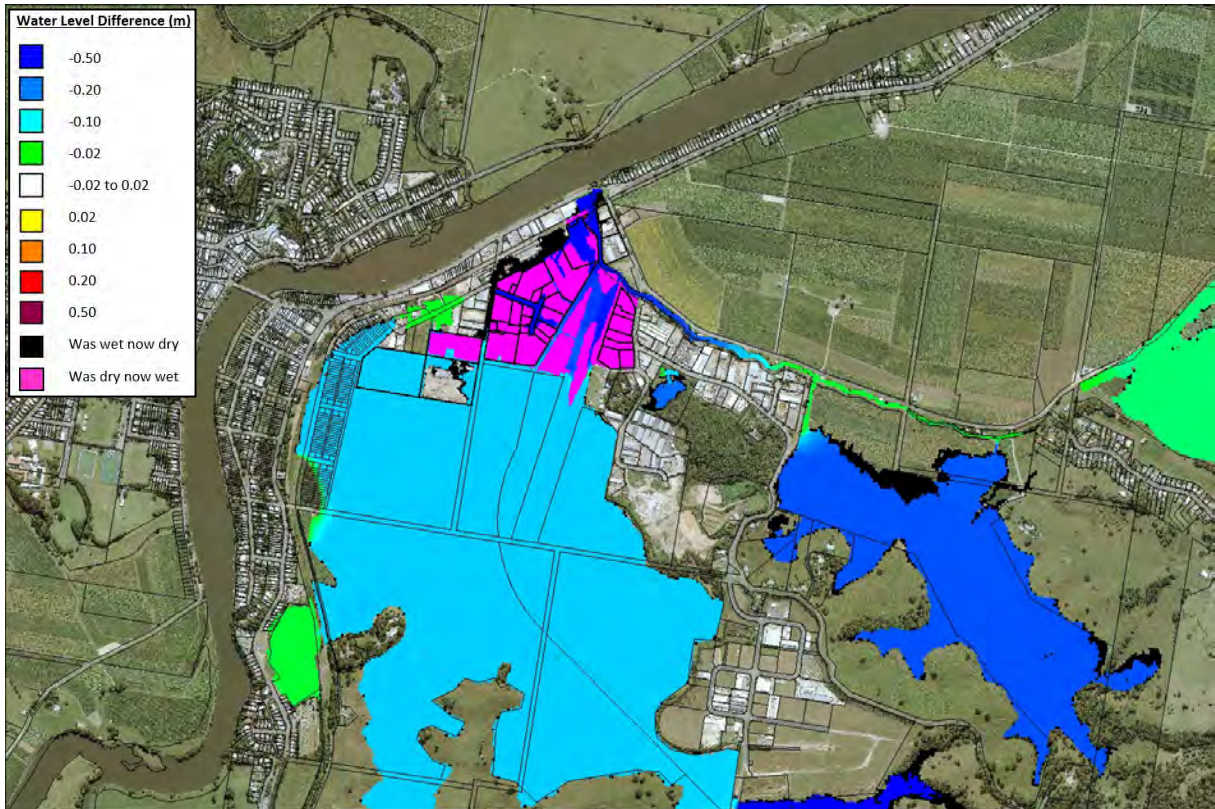 Water Level Difference (m)
-0.50
-0.20
-0.10
-0.02
-0.02 to 0.02
0.02
0.10
0.20
0.50
Was wet now dry
Was dry now wet